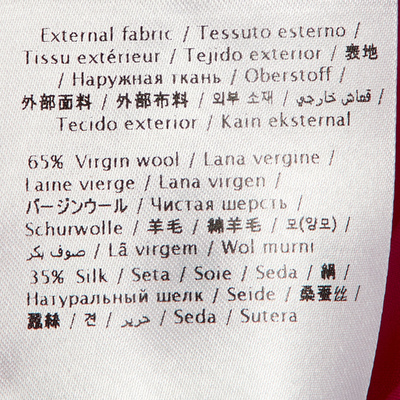 External fabric / Tessuto esterno /
Tissu extérieur / Tejido exterior / 表地
/ Наружная ткань / Oberstoff /
外部面料 / 外部布料 / 외부 소재 / قماش خارجي /
Tecido exterior / Kain eksternal
65% Virgin wool / Lana vergine /
Laine vierge / Lana virgen /
バージンウール / Чистая шерсть /
Schurwolle / 羊毛 / 綿羊毛 / 모(양모) /
صوف بكر / Lã virgem / Wol murni
35% Silk / Seta / Soie / Seda / 絹 /
Натуральный шелк / Seide / 桑蚕丝 /
蠶絲 / 견 / حرير / Seda / Sutera